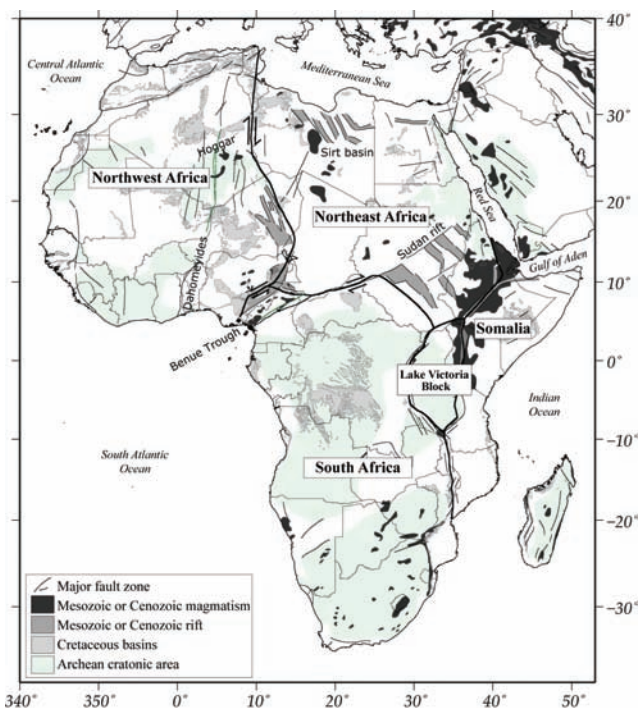 40°
Central Atlantic
Ocean
Mediterranean Sea
30°
Hoggar
Sirt basin
Northwest Africa
Northeast Africa
20°
Red Sea
Sudan rift
Dahomeyides
Gulf of Aden
10°
Benue Trough
Somalia
0°
Lake Victoria
Block
Indian
Ocean
-10°
South Atlantic
Ocean
South Africa
-20°
Major fault zone
Mesozoic or Cenozoic magmatism
Mesozoic or Cenozoic rift
Cretaceous basins
Archean cratonic area
-30°
340° 350° 0° 10° 20° 30° 40° 50°